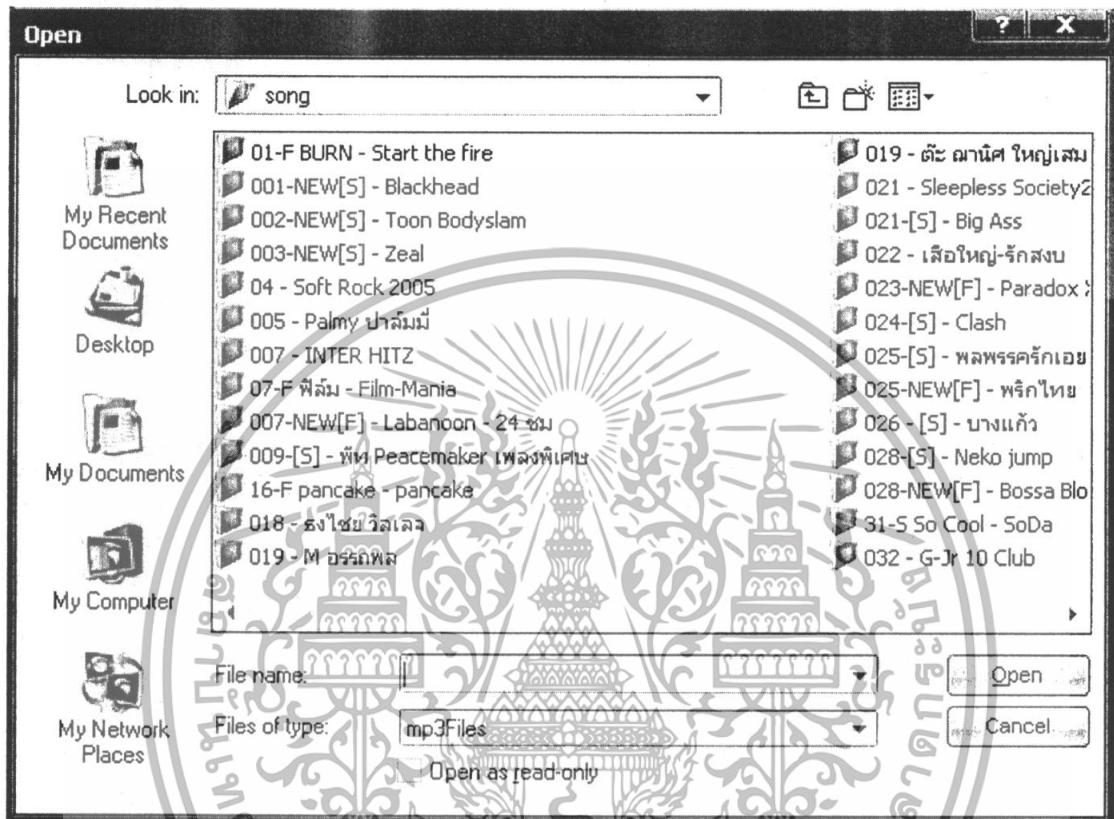 Open
Look in: song
My Recent Documents
Desktop
My Documents
My Computer
My Network Places
01-F BURN - Start the fire
001-NEW[S] - Blackhead
002-NEW[S] - Toon Bodyslam
003-NEW[S] - Zeal
04 - Soft Rock 2005
005 - Palmy ปาล์มมี่
007 - INTER HITZ
07-F ฟิล์ม - Film-Mania
007-NEW[F] - Labanoon - 24 ชม
009-[S] - พีท Peacemaker เพลงพิเศษ
16-F pancake - pancake
018 - ธงไชย วิลเลจ
019 - M อรรถพล
019 - ต๊ะ ฌานิศ ใหญ่เสม
021 - Sleepless Society2
021-[S] - Big Ass
022 - เสือใหญ่-รักสงบ
023-NEW[F] - Paradox
024-[S] - Clash
025-[S] - พลพรรครักเอย
025-NEW[F] - พริกไทย
026 - [S] - บางแก้ว
028-[S] - Neko jump
028-NEW[F] - Bossa Blo
31-S So Cool - SoDa
032 - G-Jr 10 Club
File name:
Open
Files of type: mp3Files
Cancel
Open as read-only